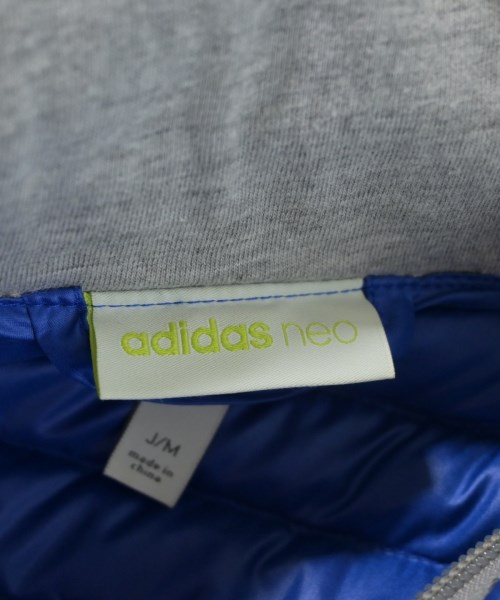 adidas neo
J/M
made in
china